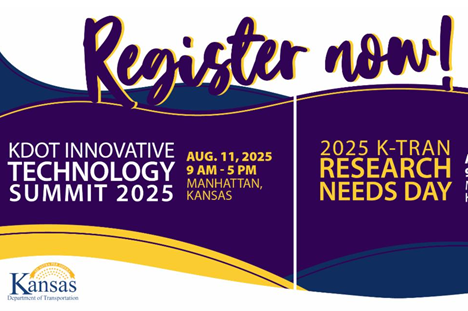 Register now!
KDOT INNOVATIVE
TECHNOLOGY
SUMMIT 2025
AUG. 11, 2025
9 AM - 5 PM
MANHATTAN,
KANSAS
2025 K-TRAN
RESEARCH
NEEDS DAY
Kansas
Department of Transportation